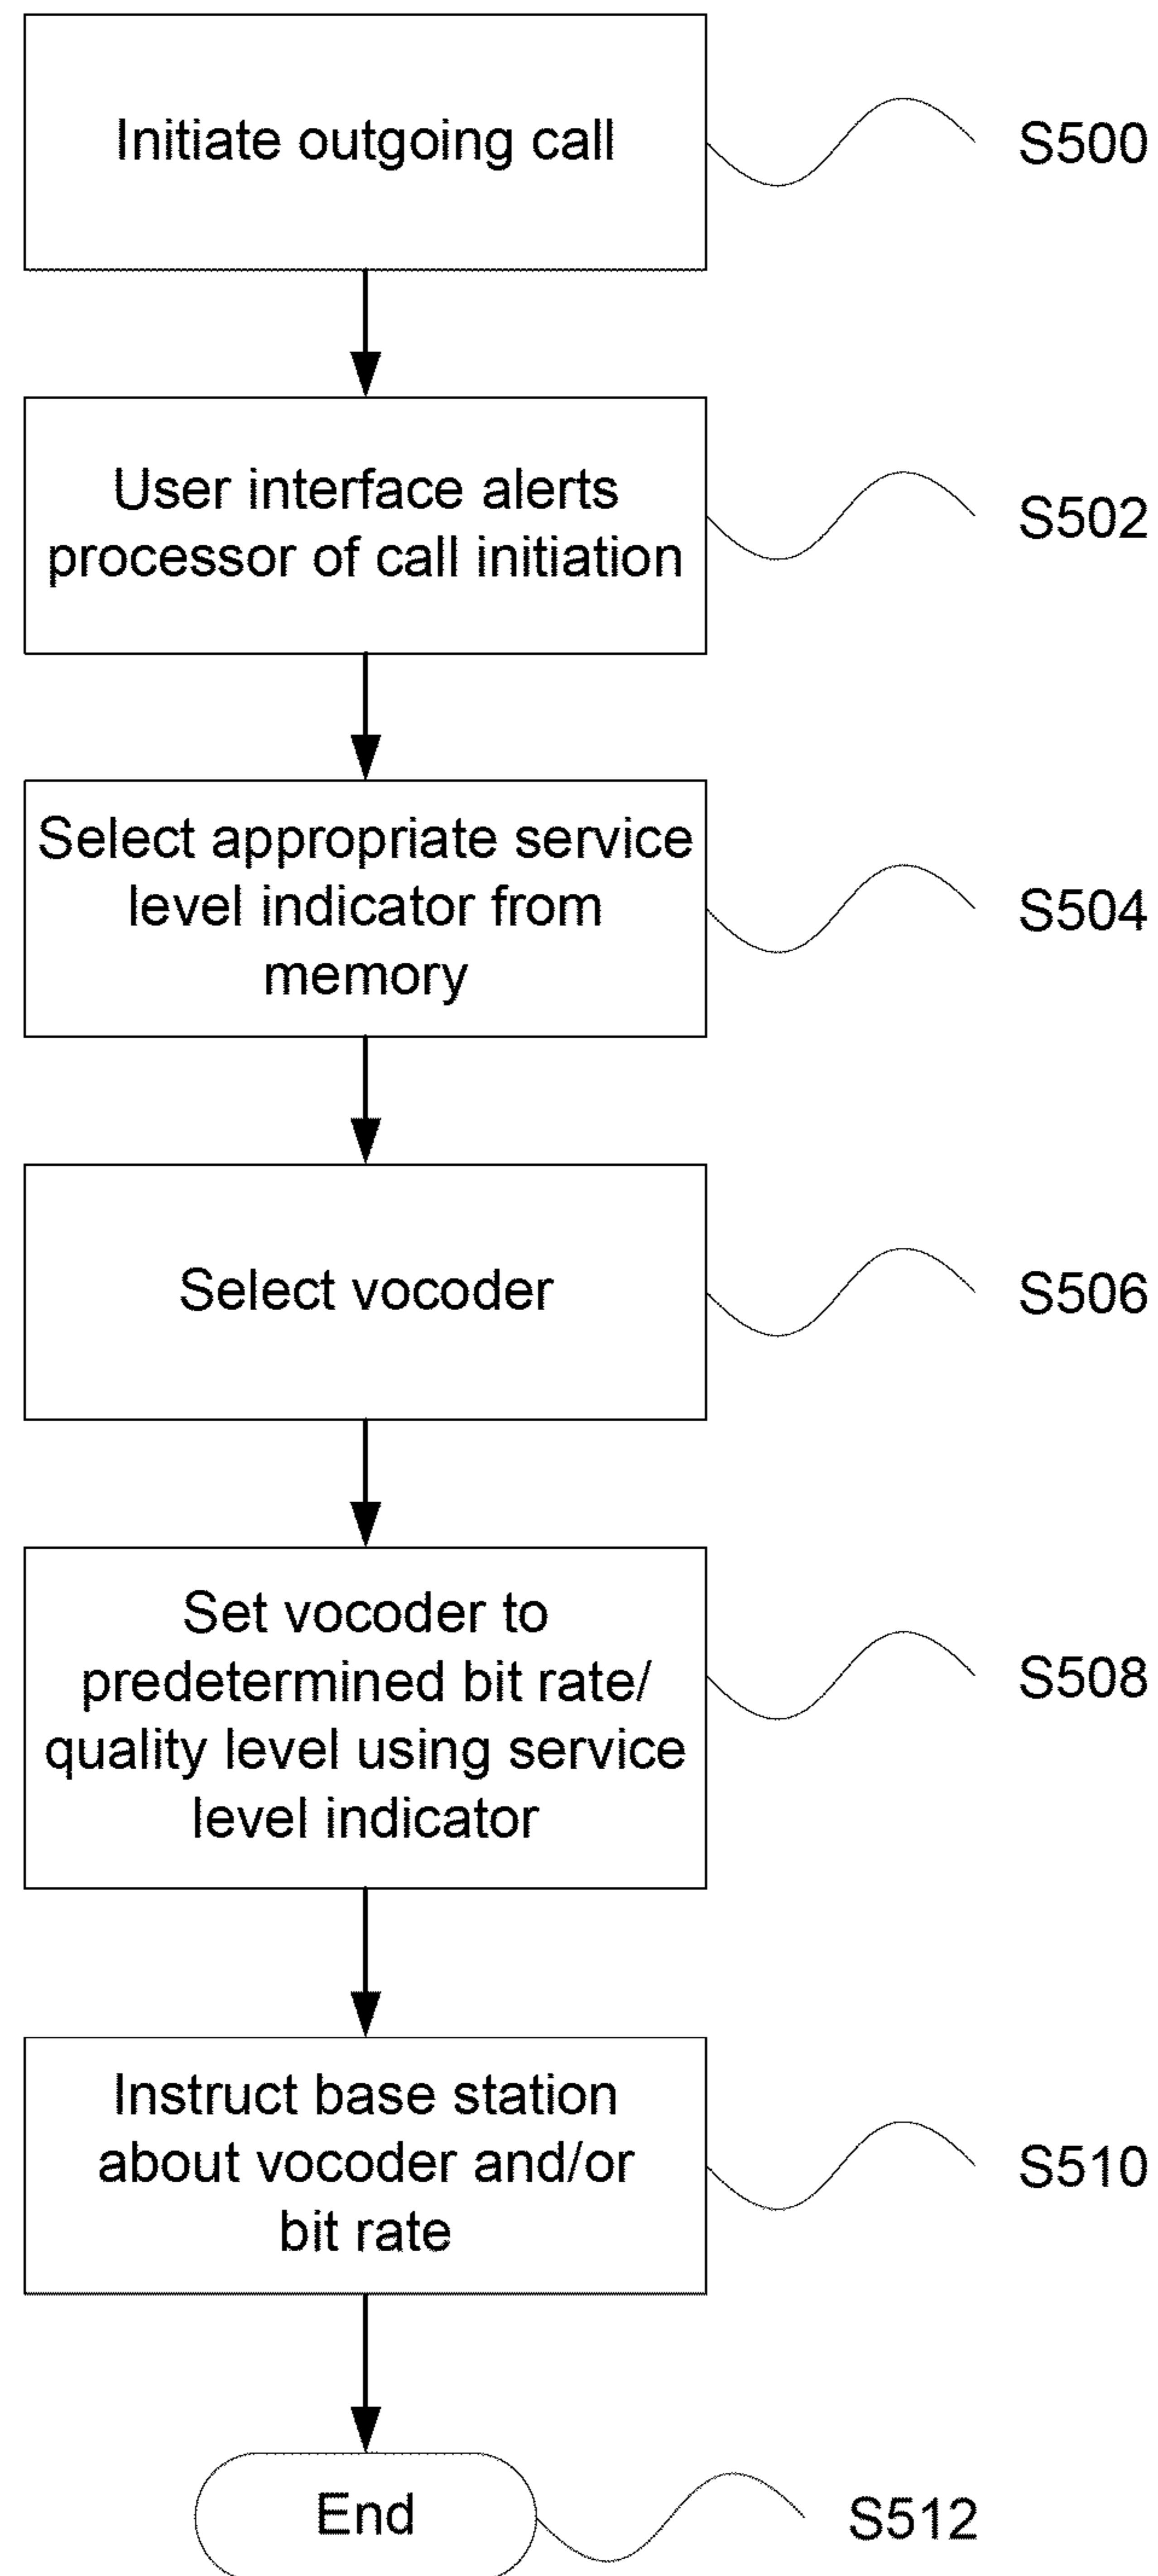 Initiate outgoing call
S500
User interface alerts
processor of call initiation
S502
Select appropriate service
level indicator from
memory
S504
Select vocoder
S506
Set vocoder to
predetermined bit rate/
quality level using service
level indicator
S508
Instruct base station
about vocoder and/or
bit rate
S510
End
S512